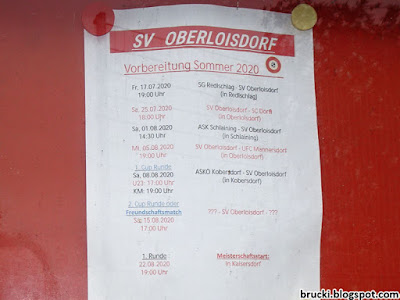 SV OBERLOISDORF
Vorbereitung Sommer 2020
Fr. 17.07.2020 SG Redlschlag - SV Oberloisdorf
19:00 Uhr (in Redlschlag)
Sa. 25.07.2020 SV Oberloisdorf - SC Dörfl
18:00 Uhr (in Oberloisdorf)
Sa. 01.08.2020 ASK Schlaining - SV Oberloisdorf
14:30 Uhr (in Schlaining)
Mi. 05.08.2020 SV Oberloisdorf - UFC Mannersdorf
19:00 Uhr (in Oberloisdorf)
1. Cup Runde
Sa. 08.08.2020 ASKÖ Kobersdorf - SV Oberloisdorf
U23: 17:00 Uhr (in Kobersdorf)
KM: 19:00 Uhr
2. Cup Runde oder
Freundschaftsmatch ??? - SV Oberloisdorf - ???
Sa. 15.08.2020
17:00 Uhr
1. Runde Meisterschaftstart:
22.08.2020 in Kaisersdorf
19:00 Uhr
brucki.blogspot.com